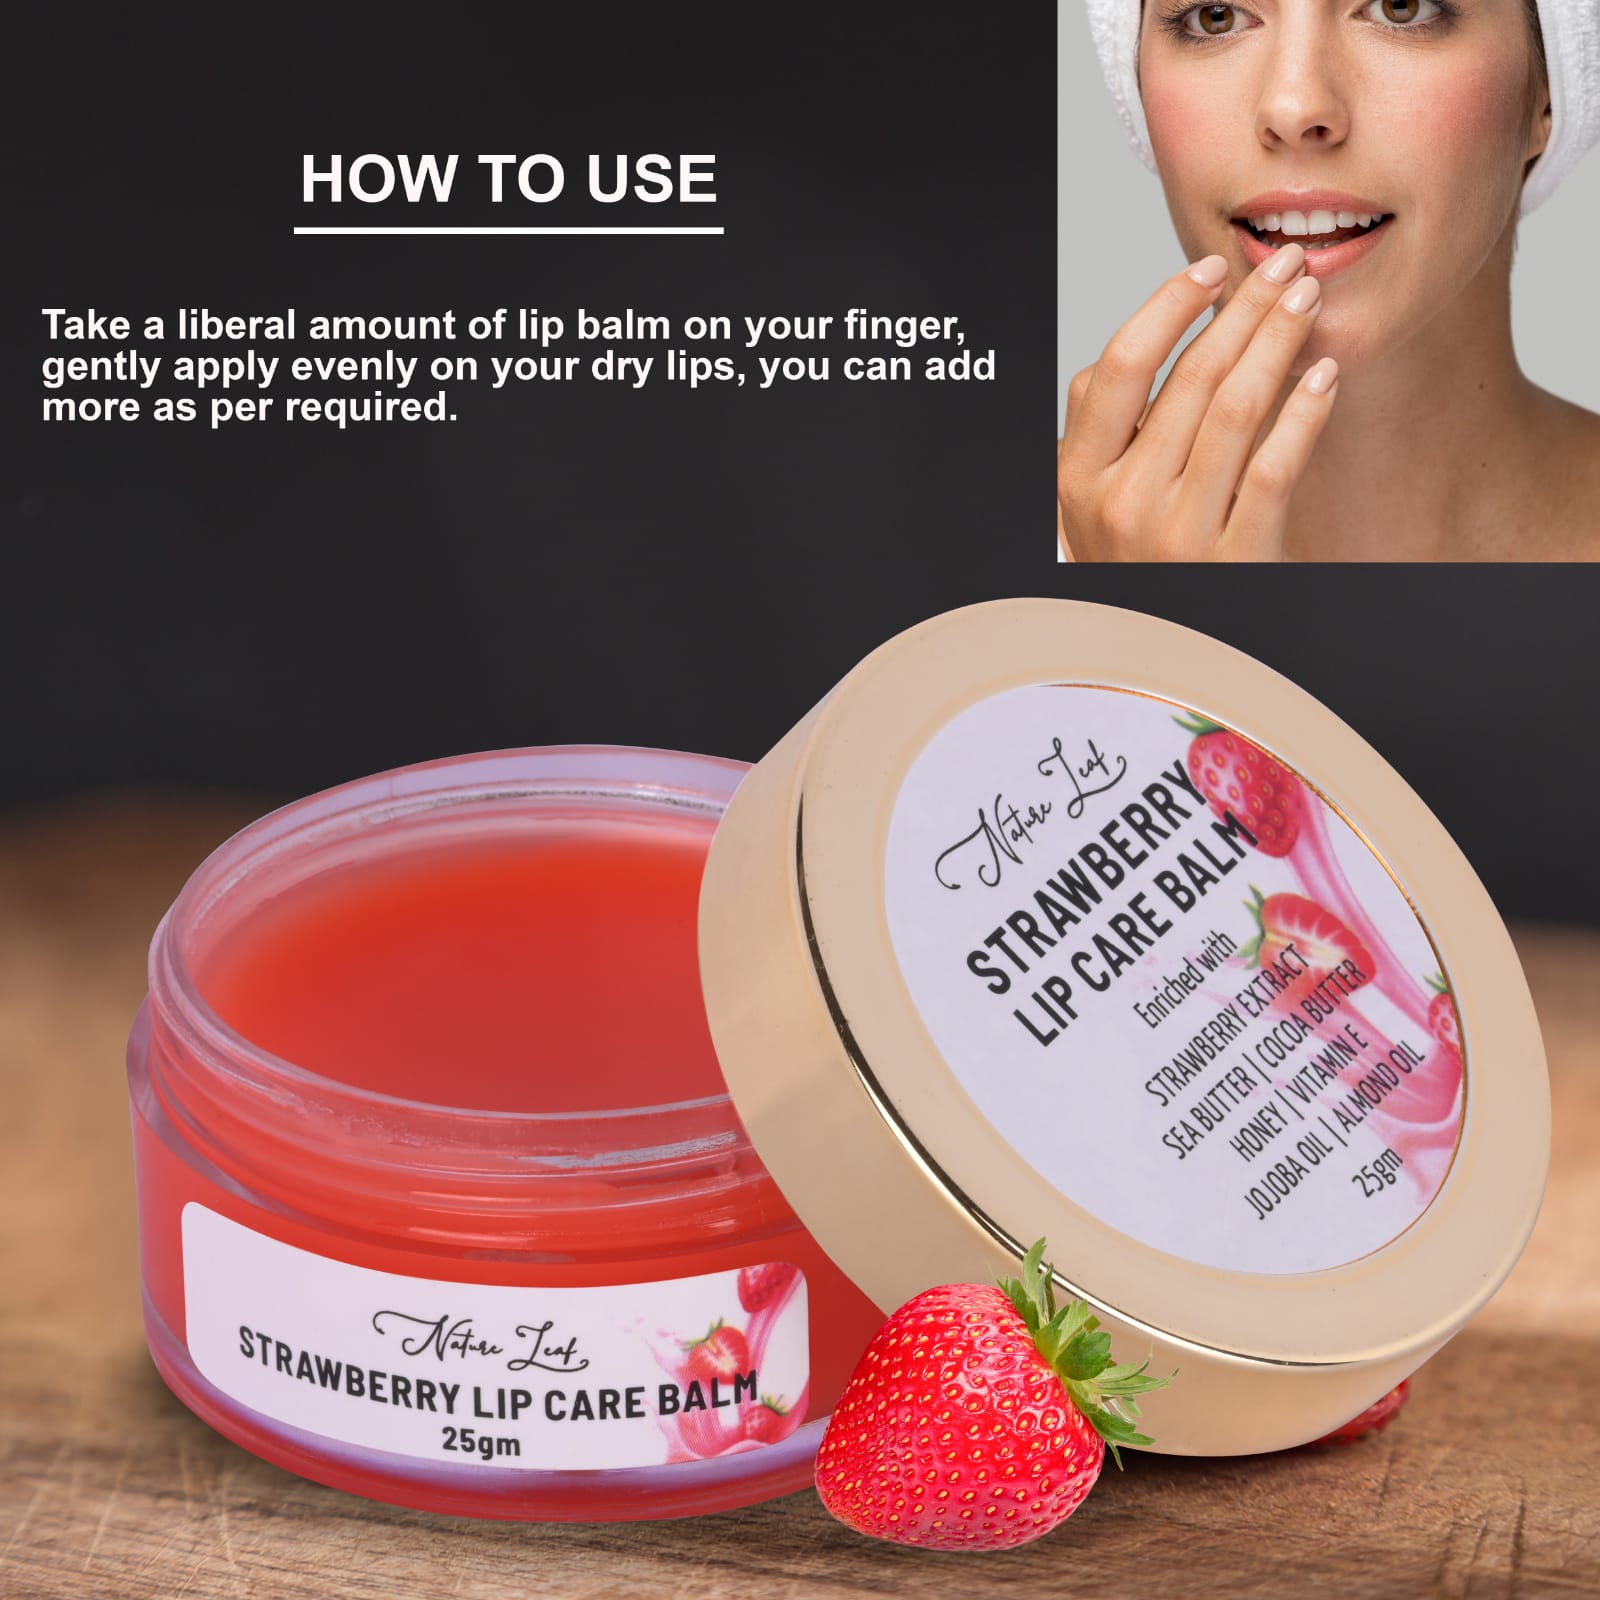 HOW TO USE
Take a liberal amount of lip balm on your finger,
gently apply evenly on your dry lips, you can add
more as per required.
Nature Leaf
STRAWBERRY
LIP CARE BALM
Enriched with
STRAWBERRY EXTRACT
SEA BUTTER | COCOA BUTTER
HONEY | VITAMIN E
JOJOBA OIL | ALMOND OIL
25gm
Nature Leaf
STRAWBERRY LIP CARE BALM
25gm